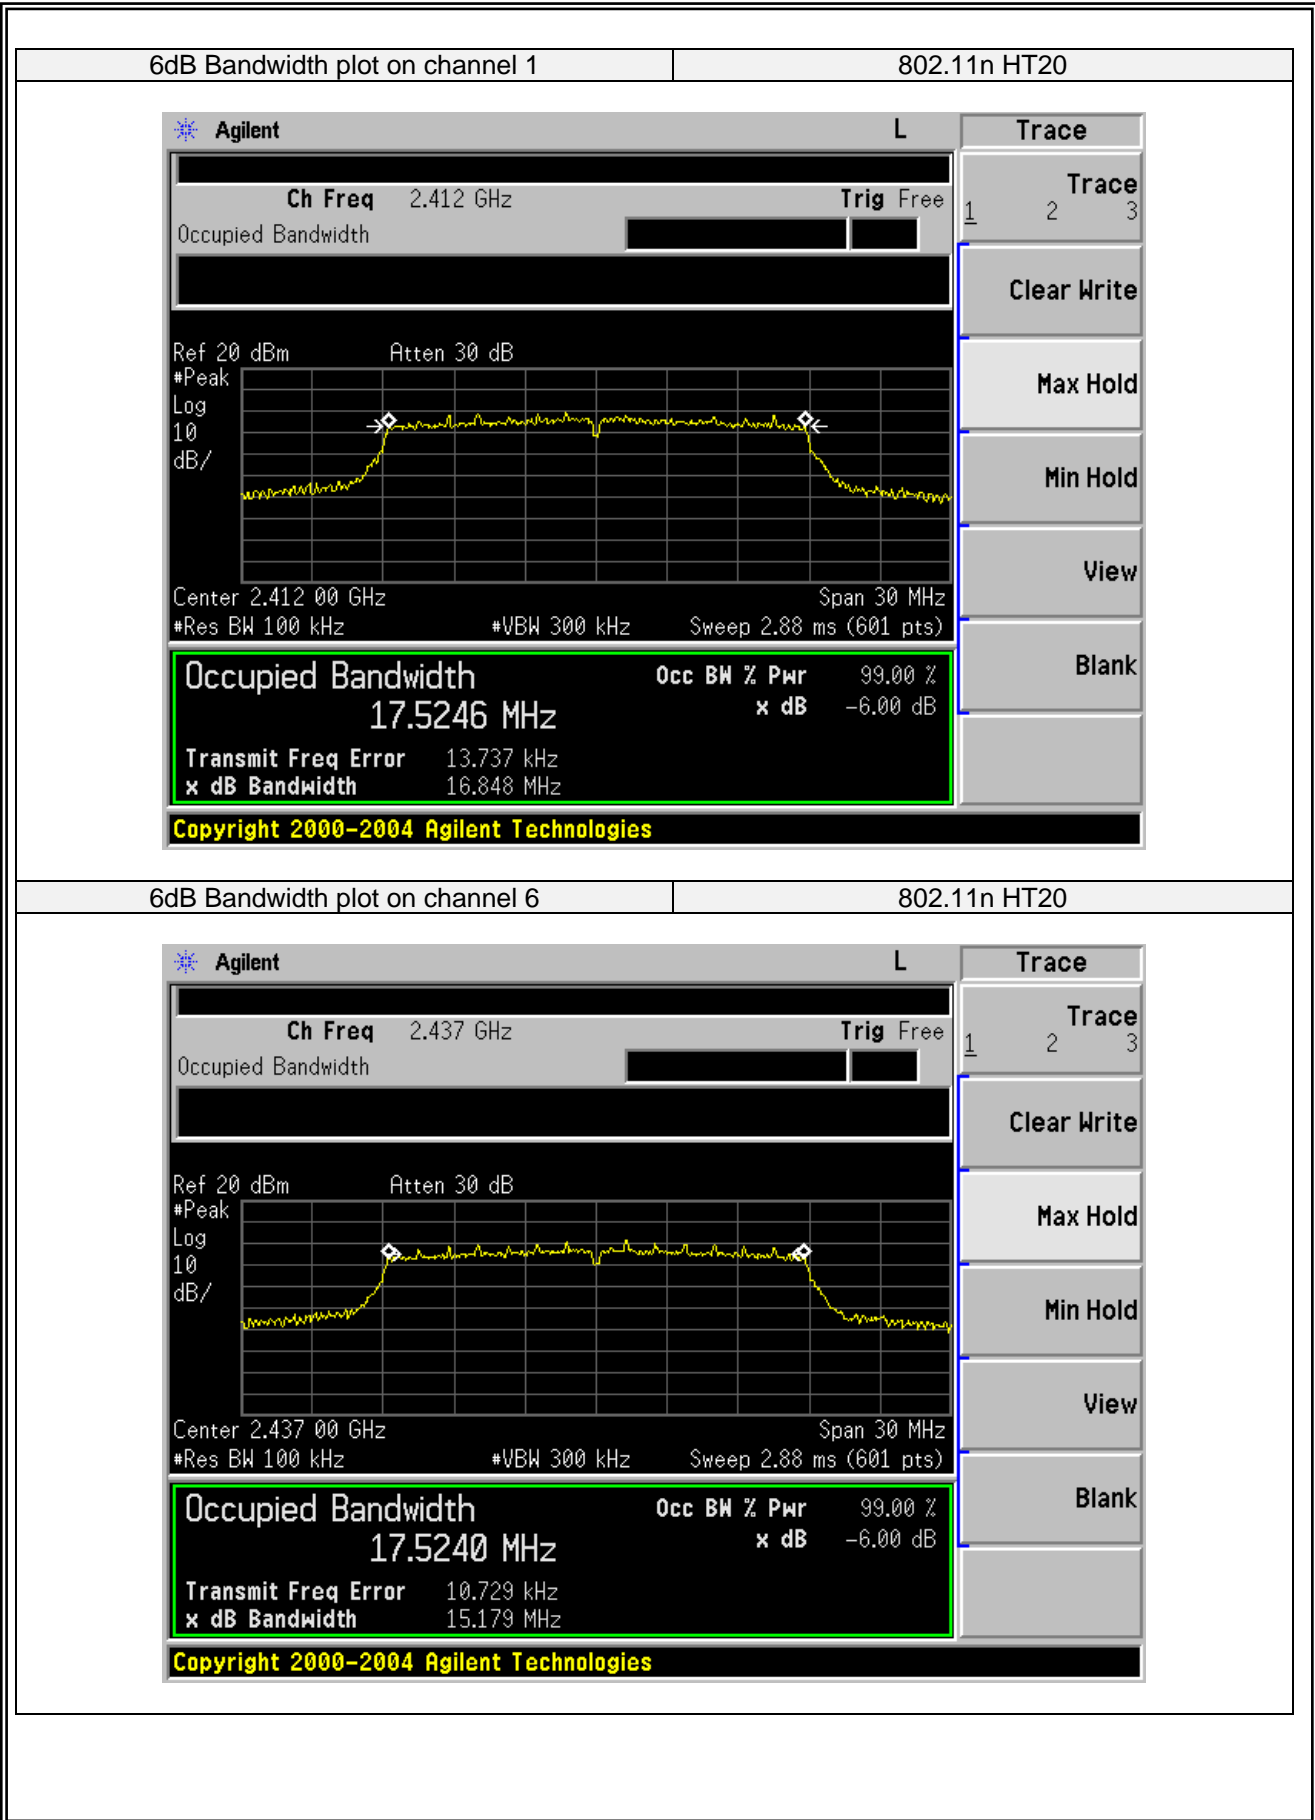 6dB Bandwidth plot on channel 1 802.11n HT20
Agilent L Trace
Ch Freq 2.412 GHz Trig Free
Occupied Bandwidth
Trace
1 2 3
Clear Write
Ref 20 dBm Atten 30 dB
#Peak
Log
10
dB/
Max Hold
Min Hold
View
Center 2.412 00 GHz Span 30 MHz
#Res BW 100 kHz #VBW 300 kHz Sweep 2.88 ms (601 pts)
Blank
Occupied Bandwidth Occ BW % Pwr 99.00 %
17.5246 MHz x dB -6.00 dB
Transmit Freq Error 13.737 kHz
x dB Bandwidth 16.848 MHz
Copyright 2000-2004 Agilent Technologies
6dB Bandwidth plot on channel 6 802.11n HT20
Agilent L Trace
Ch Freq 2.437 GHz Trig Free
Occupied Bandwidth
Trace
1 2 3
Clear Write
Ref 20 dBm Atten 30 dB
#Peak
Log
10
dB/
Max Hold
Min Hold
View
Center 2.437 00 GHz Span 30 MHz
#Res BW 100 kHz #VBW 300 kHz Sweep 2.88 ms (601 pts)
Blank
Occupied Bandwidth Occ BW % Pwr 99.00 %
17.5240 MHz x dB -6.00 dB
Transmit Freq Error 10.729 kHz
x dB Bandwidth 15.179 MHz
Copyright 2000-2004 Agilent Technologies